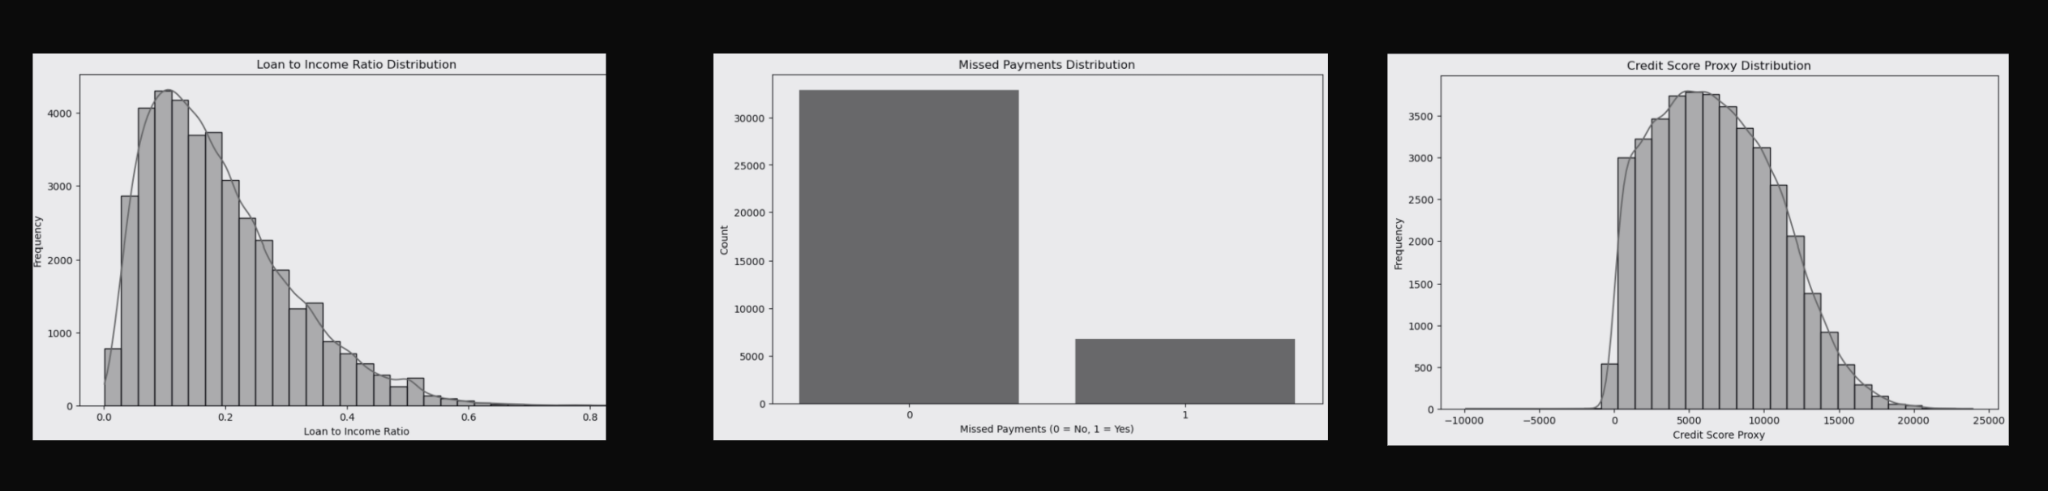 Loan to Income Ratio Distribution
Frequency
4000
3000
2000
1000
0
0.0 0.2 0.4 0.6 0.8
Loan to Income Ratio
Missed Payments Distribution
Count
30000
25000
20000
15000
10000
5000
0
0 1
Missed Payments (0 = No, 1 = Yes)
Credit Score Proxy Distribution
Frequency
3500
3000
2500
2000
1500
1000
500
0
−10000 −5000 0 5000 10000 15000 20000 25000
Credit Score Proxy